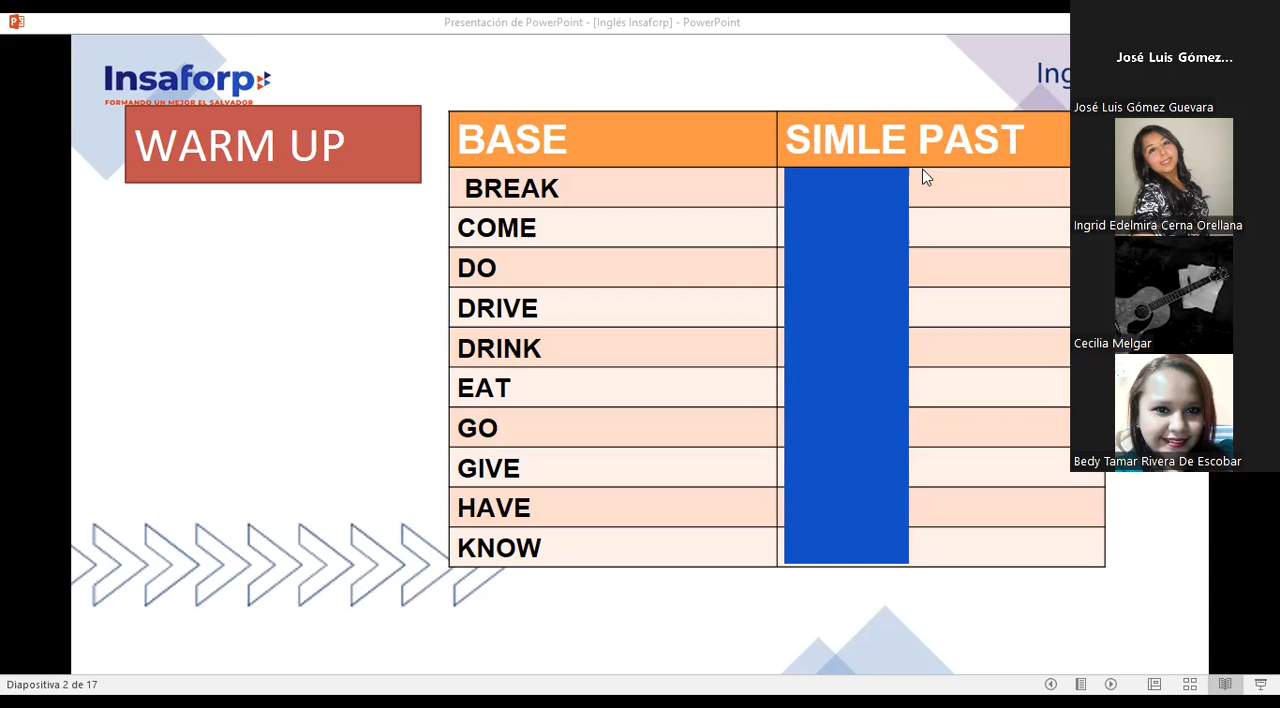 Presentación de PowerPoint - [Inglés Insaforp] - PowerPoint
Insaforp
FORMANDO UN MEJOR EL SALVADOR
Ing
José Luis Gómez...
José Luis Gómez Guevara
WARM UP
BASE SIMLE PAST
BREAK
COME
DO
DRIVE
DRINK
EAT
GO
GIVE
HAVE
KNOW
Ingrid Edelmira Cerna Orellana
Cecilia Melgar
Bedy Tamar Rivera De Escobar
Diapositiva 2 de 17